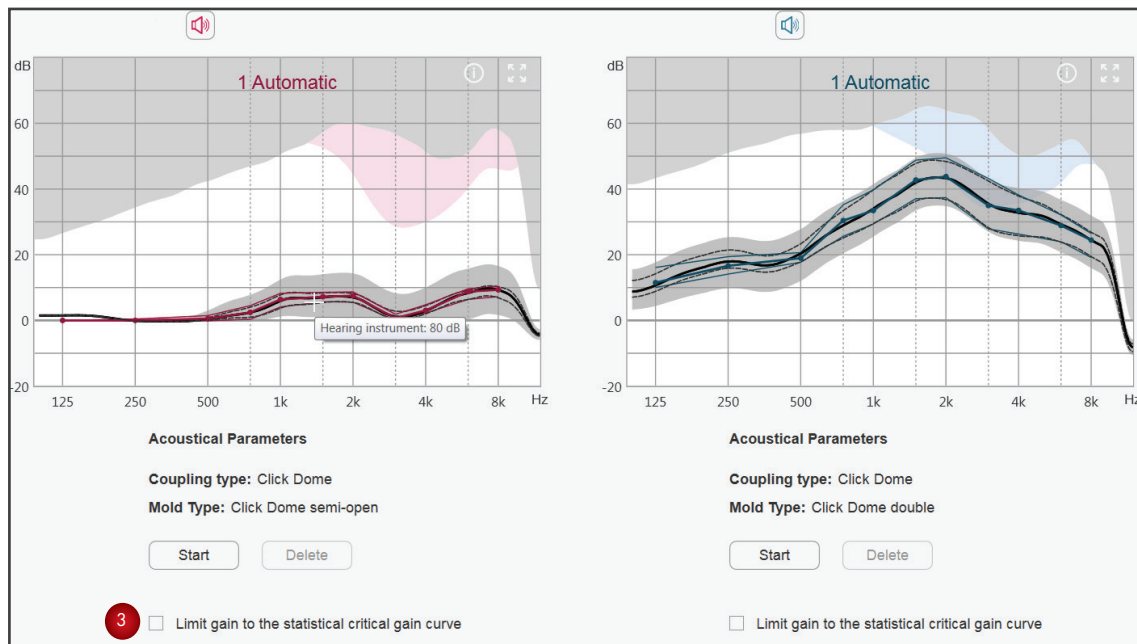 dB
1 Automatic
60
40
20
0
-20
Hearing instrument: 80 dB
125 250 500 1k 2k 4k 8k Hz
Acoustical Parameters
Coupling type: Click Dome
Mold Type: Click Dome semi-open
Start Delete
3 Limit gain to the statistical critical gain curve
dB
1 Automatic
60
40
20
0
-20
125 250 500 1k 2k 4k 8k Hz
Acoustical Parameters
Coupling type: Click Dome
Mold Type: Click Dome double
Start Delete
Limit gain to the statistical critical gain curve